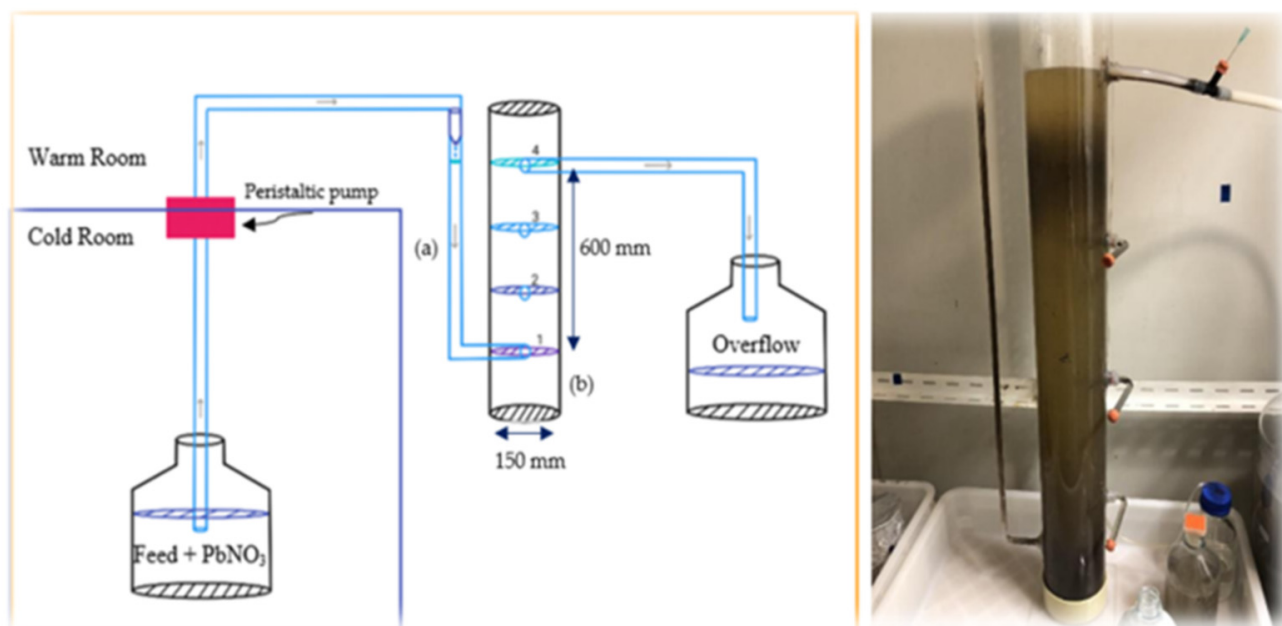 Warm Room
Peristaltic pump
Cold Room
(a)
4
3
2
1
600 mm
(b)
150 mm
Overflow
Feed + PbNO₃